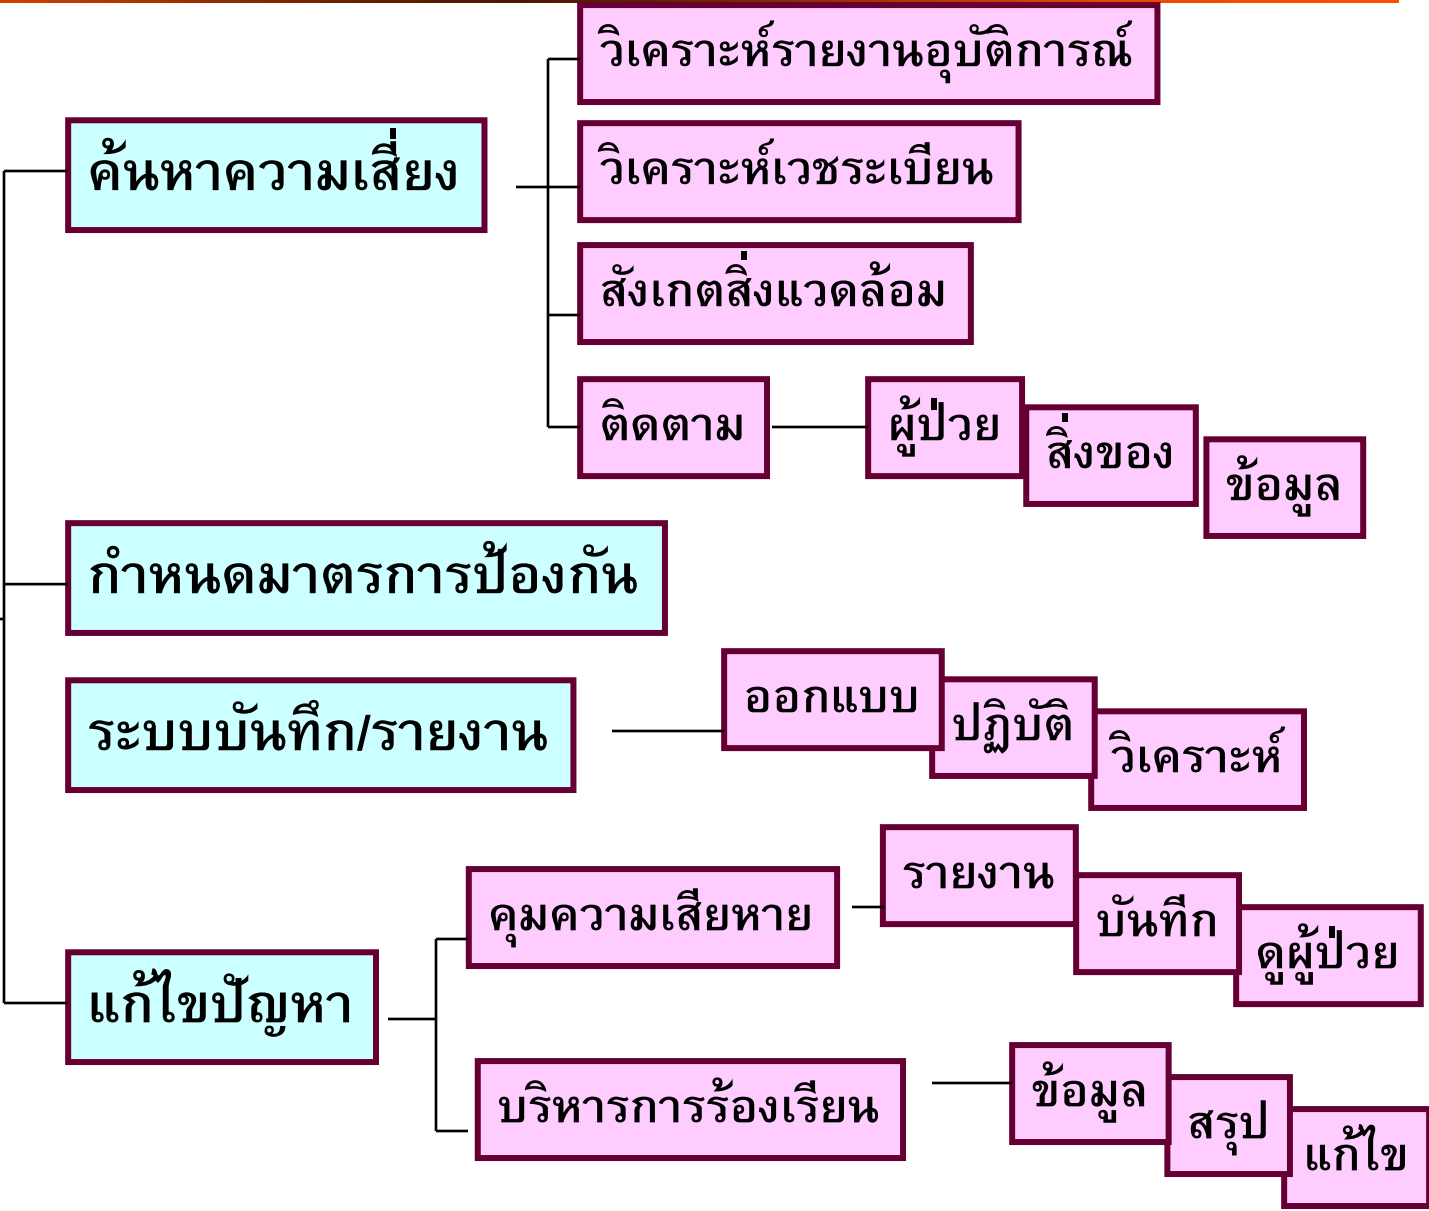 วิเคราะห์รายงานอุบัติการณ์
ค้นหาความเสี่ยง
วิเคราะห์เวชระเบียน
สังเกตสิ่งแวดล้อม
ติดตาม
ผู้ป่วย
สิ่งของ
ข้อมูล
กำหนดมาตรการป้องกัน
ระบบบันทึก/รายงาน
ออกแบบ
ปฏิบัติ
วิเคราะห์
แก้ไขปัญหา
คุมความเสียหาย
รายงาน
บันทึก
ดูผู้ป่วย
บริหารการร้องเรียน
ข้อมูล
สรุป
แก้ไข